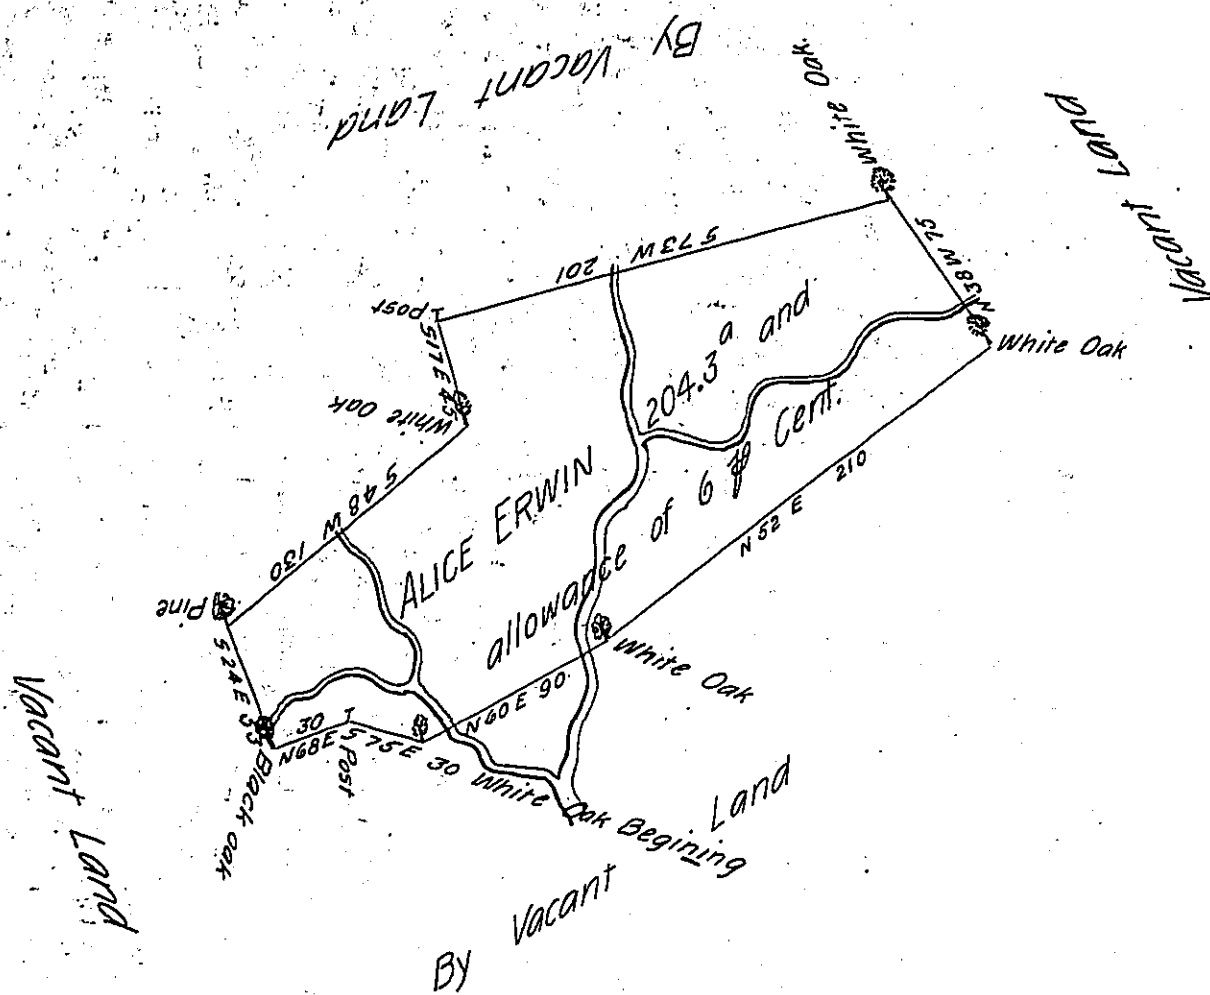 By Vacant Land
White Oak.
Vacant Land
N 38 W 75
S 73 W 201
post
S 17 E 45
White Oak
S 48 W 130
Pine
S 24 E 33
Black oak
N 68 E 30
Post
S 75 E 30
White Oak Begining
N 60 E 90
White Oak
N 52 E 210
White Oak
ALICE ERWIN
204.3 a and
allowance of 6 ⅌ Cent.
Vacant Land
By Vacant Land